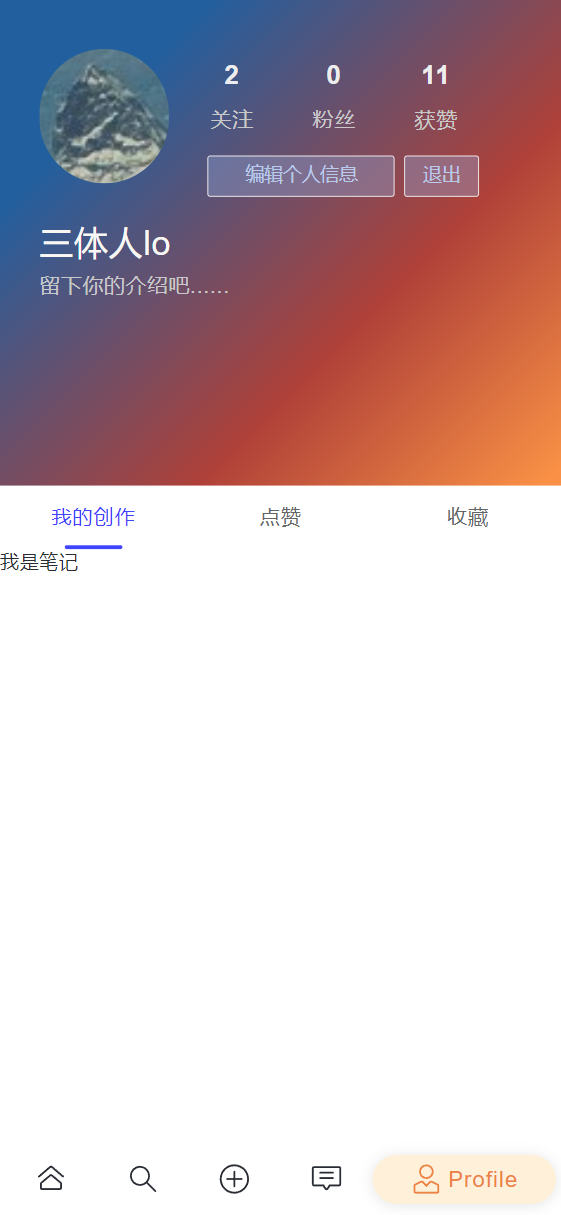 2 0 11
关注 粉丝 获赞
编辑个人信息 退出
三体人lo
留下你的介绍吧......
我的创作 点赞 收藏
我是笔记
Profile